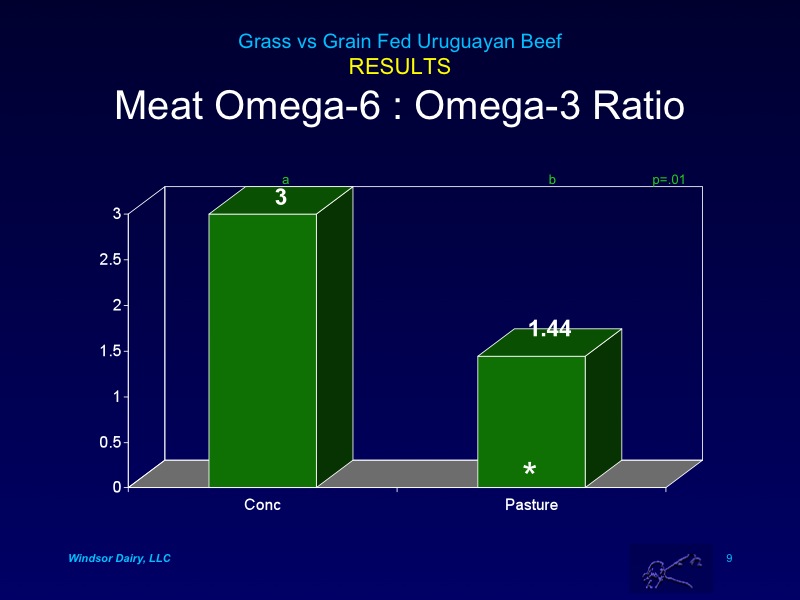 Grass vs Grain Fed Uruguayan Beef
RESULTS
Meat Omega-6 : Omega-3 Ratio
a b p=.01
3
3
2.5
2
1.44
1.5
1
0.5
*
0
Conc Pasture
Windsor Dairy, LLC 9